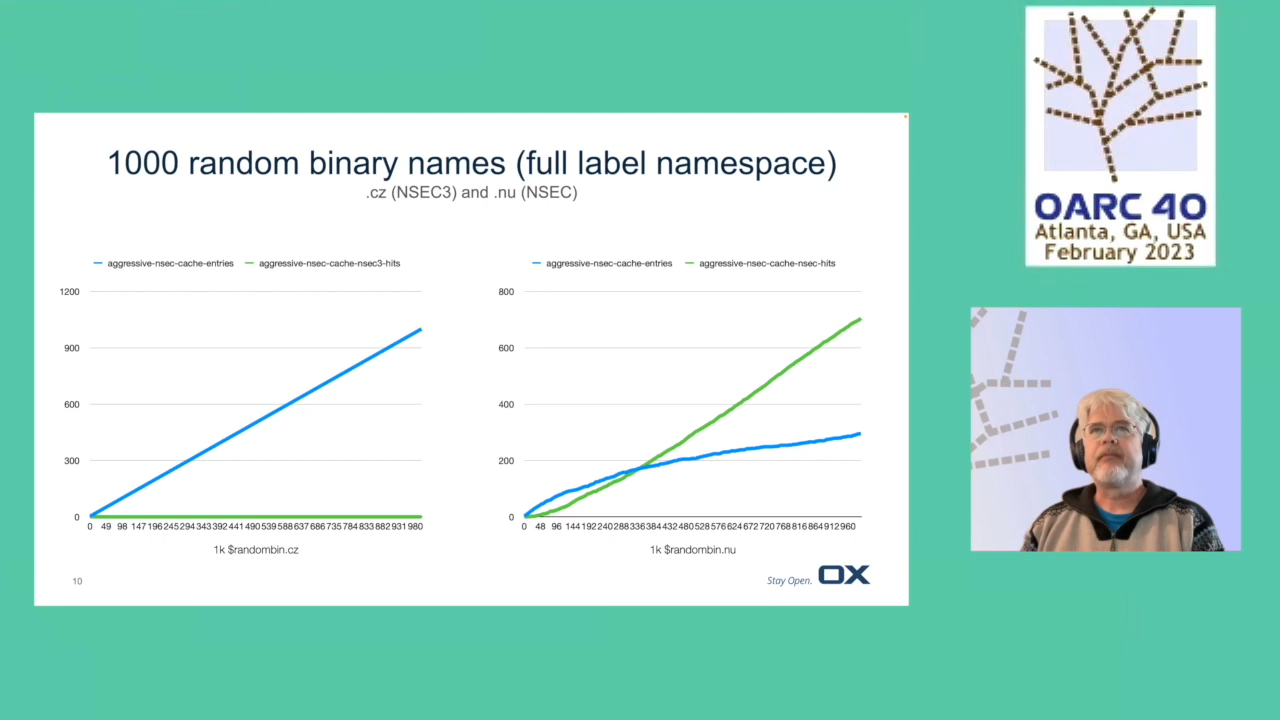 1000 random binary names (full label namespace)
.cz (NSEC3) and .nu (NSEC)
aggressive-nsec-cache-entries
aggressive-nsec-cache-nsec3-hits
1200
900
600
300
0
0 49 98 147 196 245 294 343 392 441 490 539 588 637 686 735 784 833 882 931 980
1k $randombin.cz
aggressive-nsec-cache-entries
aggressive-nsec-cache-nsec-hits
800
600
400
200
0
0 48 96 144 192 240 288 336 384 432 480 528 576 624 672 720 768 816 864 912 960
1k $randombin.nu
10
Stay Open. OX
OARC 40
Atlanta, GA, USA
February 2023